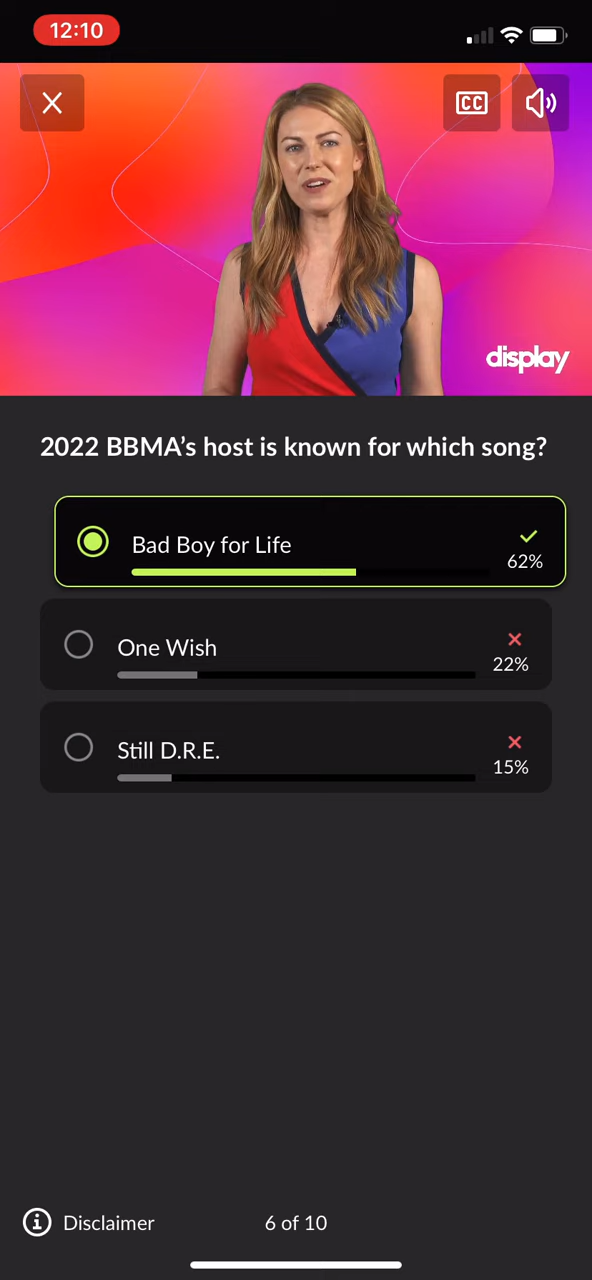 12:10
CC
display
2022 BBMA’s host is known for which song?
Bad Boy for Life
62%
One Wish
22%
Still D.R.E.
15%
Disclaimer
6 of 10